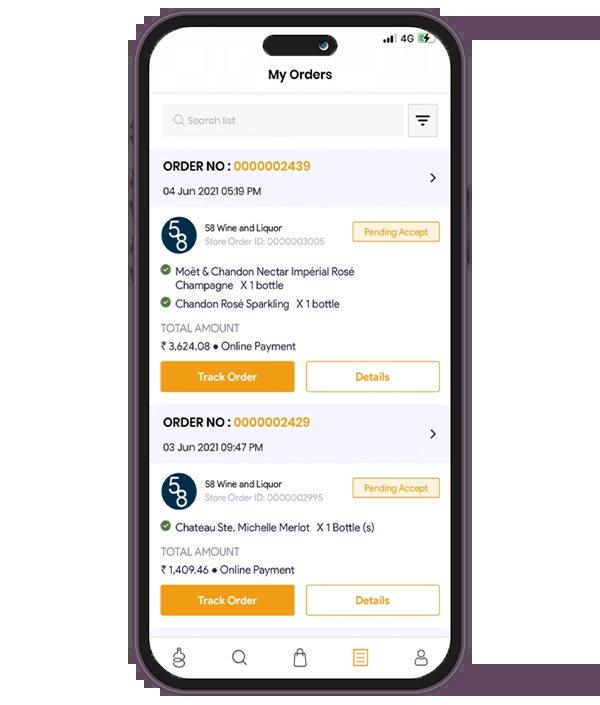 4G
My Orders
Search list
ORDER NO : 0000002439
04 Jun 2021 05:19 PM
58
58 Wine and Liquor
Store Order ID: 0000003005
Pending Accept
Moët & Chandon Nectar Impérial Rosé
Champagne X 1 bottle
Chandon Rosé Sparkling X 1 bottle
TOTAL AMOUNT
₹ 3,624.08 ● Online Payment
Track Order
Details
ORDER NO : 0000002429
03 Jun 2021 09:47 PM
58
58 Wine and Liquor
Store Order ID: 0000002995
Pending Accept
Chateau Ste. Michelle Merlot X 1 Bottle (s)
TOTAL AMOUNT
₹ 1,409.46 ● Online Payment
Track Order
Details